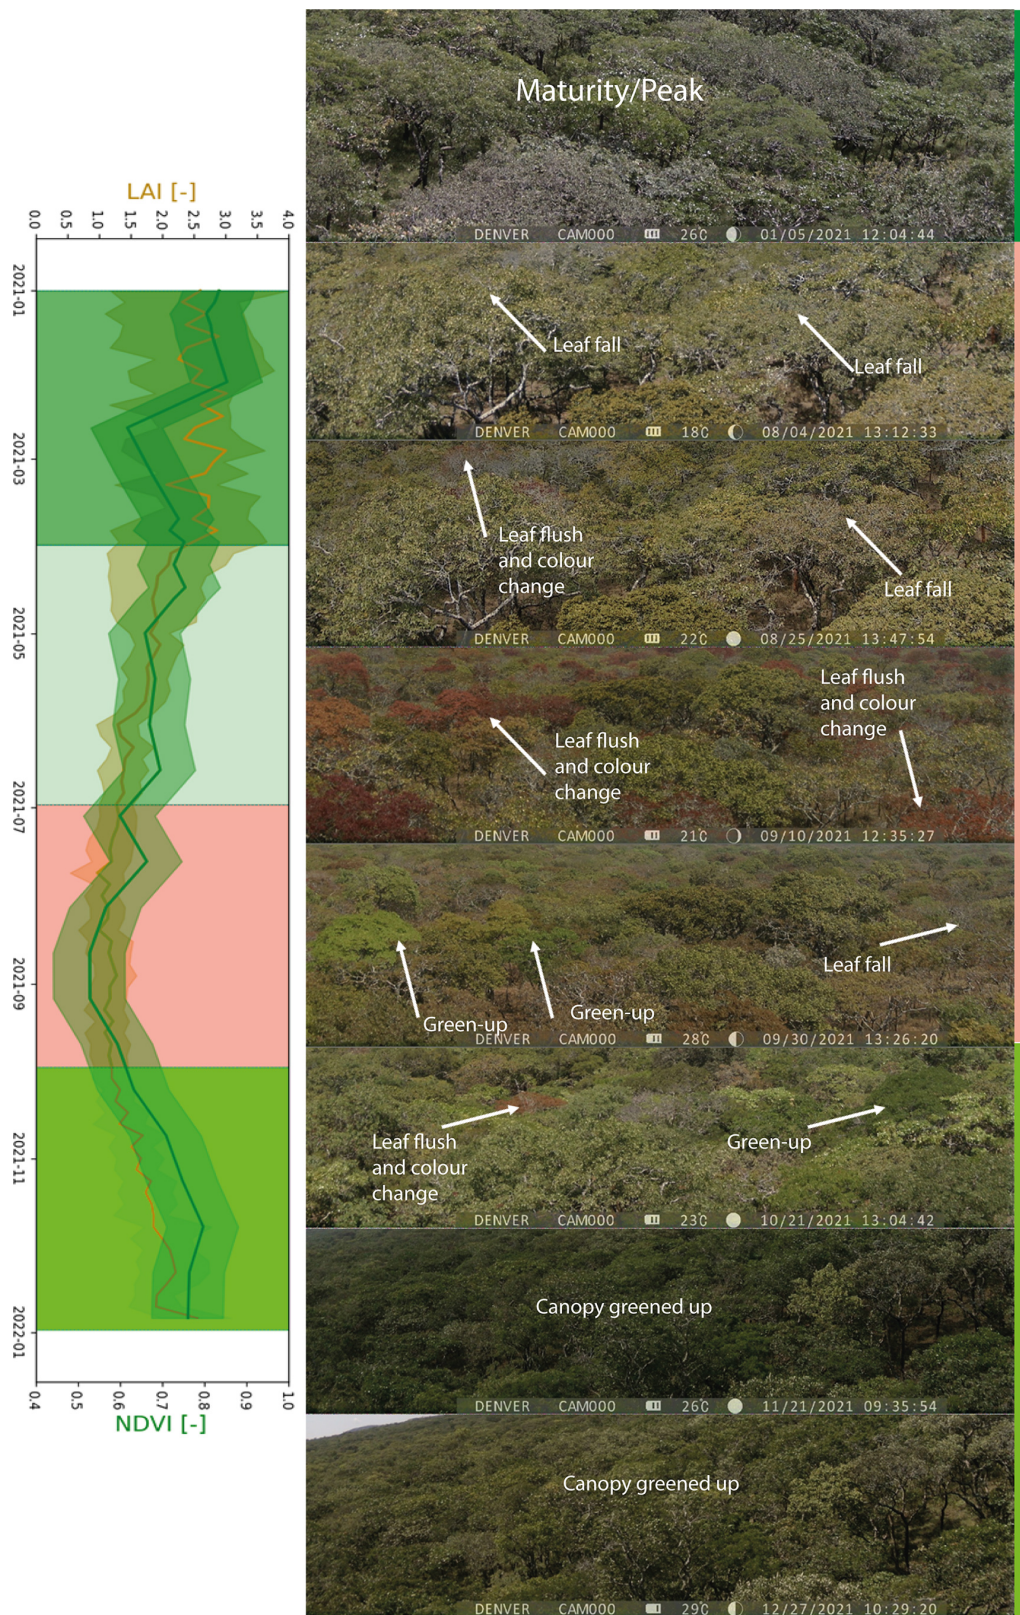 LAI [-]
0.0 0.5 1.0 1.5 2.0 2.5 3.0 3.5 4.0
2021-01
2021-03
2021-05
2021-07
2021-09
2021-11
2022-01
0.4 0.5 0.6 0.7 0.8 0.9 1.0
NDVI [-]
Maturity/Peak
DENVER CAM000 26C 01/05/2021 12:04:44
Leaf fall
Leaf fall
DENVER CAM000 18C 08/04/2021 13:12:33
Leaf flush
and colour
change
Leaf fall
DENVER CAM000 22C 08/25/2021 13:47:54
Leaf flush
and colour
change
Leaf flush
and colour
change
DENVER CAM000 21C 09/10/2021 12:35:27
Leaf fall
Green-up
Green-up
DENVER CAM000 28C 09/30/2021 13:26:20
Leaf flush
and colour
change
Green-up
DENVER CAM000 23C 10/21/2021 13:04:42
Canopy greened up
DENVER CAM000 26C 11/21/2021 09:35:54
Canopy greened up
DENVER CAM000 29C 12/27/2021 10:29:20